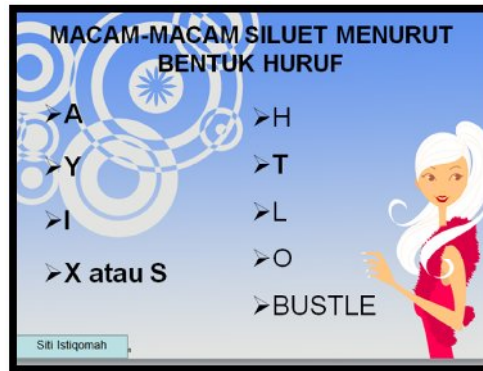 MACAM-MACAM SILUET MENURUT
BENTUK HURUF
➢A
➢Y
➢I
➢X atau S
➢H
➢T
➢L
➢O
➢BUSTLE
Siti Istiqomah